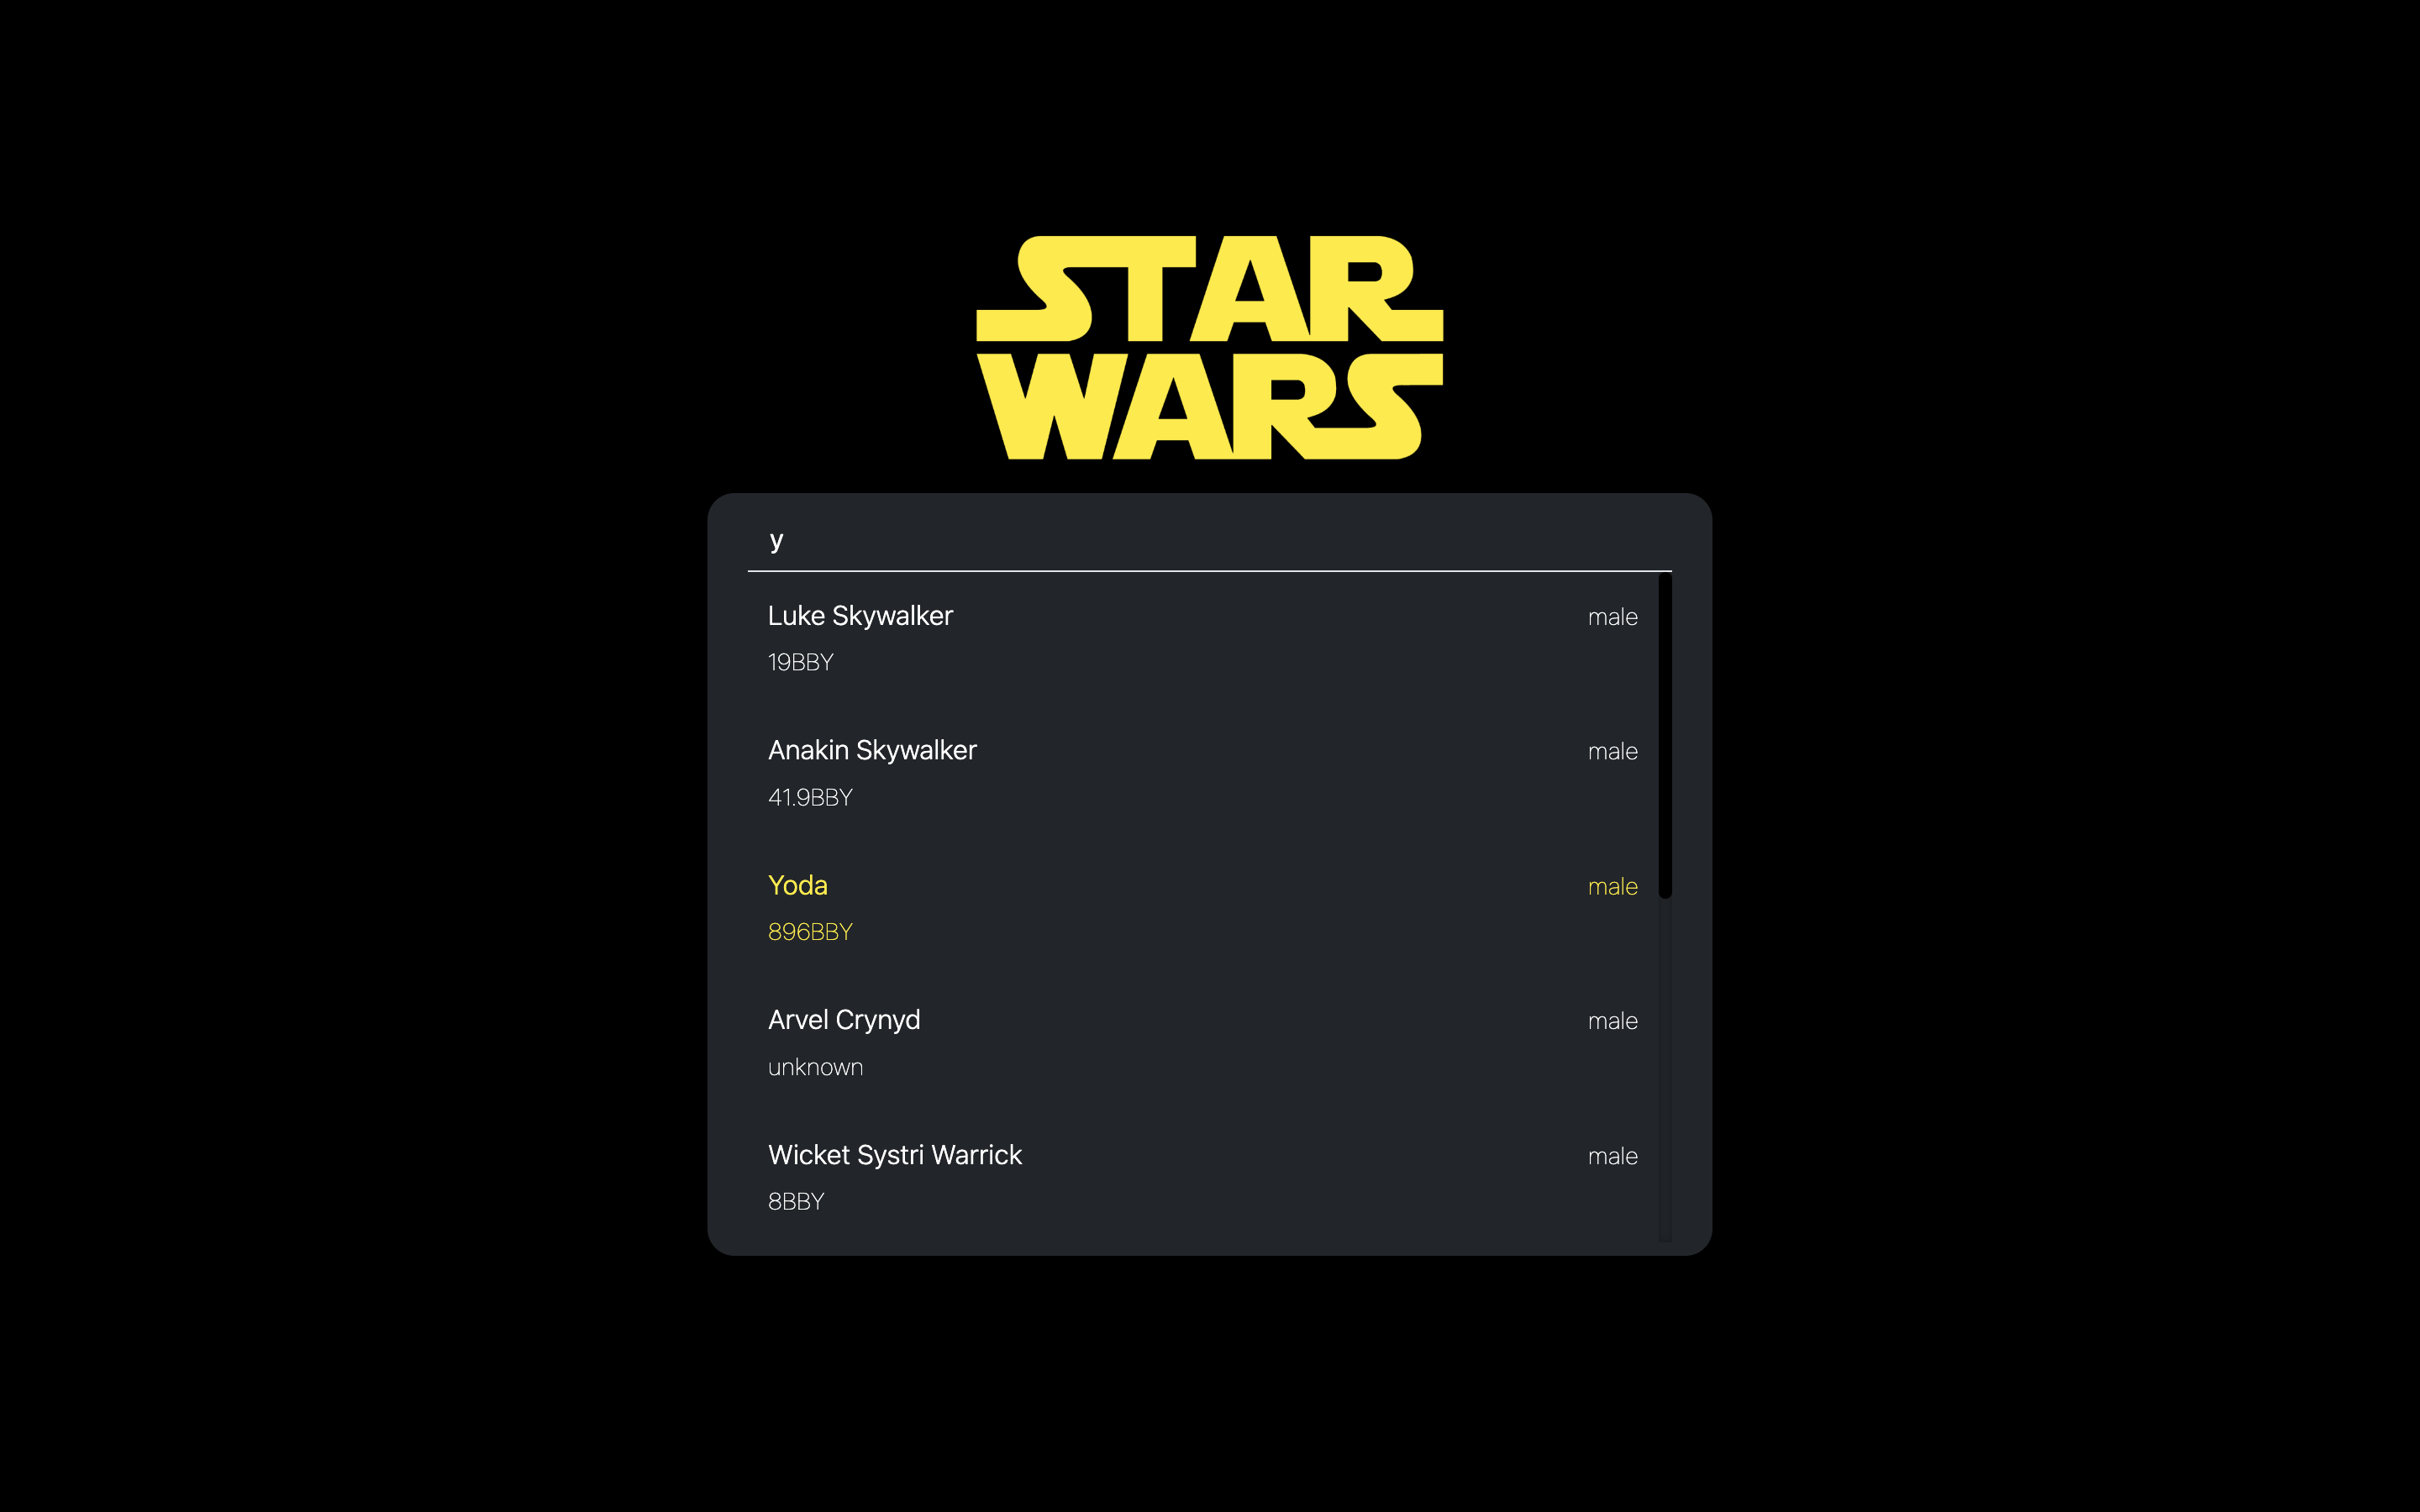 STAR
WARS
y
Luke Skywalker male
19BBY
Anakin Skywalker male
41.9BBY
Yoda male
896BBY
Arvel Crynyd male
unknown
Wicket Systri Warrick male
8BBY